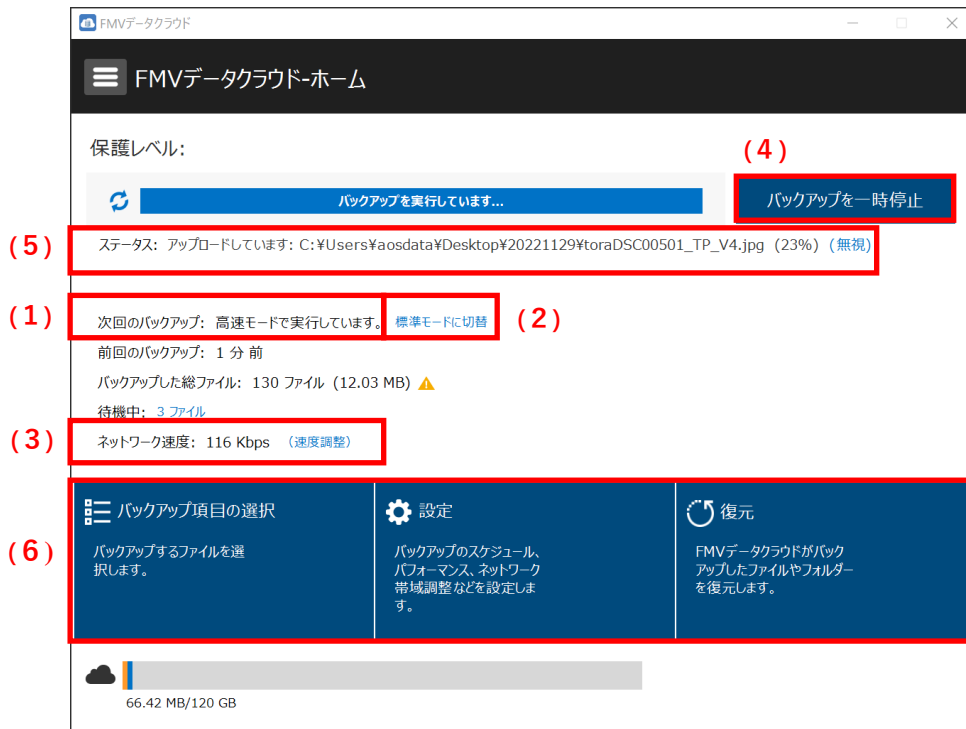 FMVデータクラウド
FMVデータクラウド-ホーム
保護レベル:
(4)
バックアップを実行しています...
バックアップを一時停止
(5)
ステータス: アップロードしています: C:¥Users¥aosdata¥Desktop¥20221129¥toraDSC00501_TP_V4.jpg (23%) (無視)
(1)
次回のバックアップ: 高速モードで実行しています。 標準モードに切替
(2)
前回のバックアップ: 1 分 前
バックアップした総ファイル: 130 ファイル (12.03 MB)
待機中: 3 ファイル
(3)
ネットワーク速度: 116 Kbps (速度調整)
(6)
バックアップ項目の選択
バックアップするファイルを選
択します。
設定
バックアップのスケジュール、
パフォーマンス、ネットワーク
帯域調整などを設定しま
す。
復元
FMVデータクラウドがバック
アップしたファイルやフォルダー
を復元します。
66.42 MB/120 GB